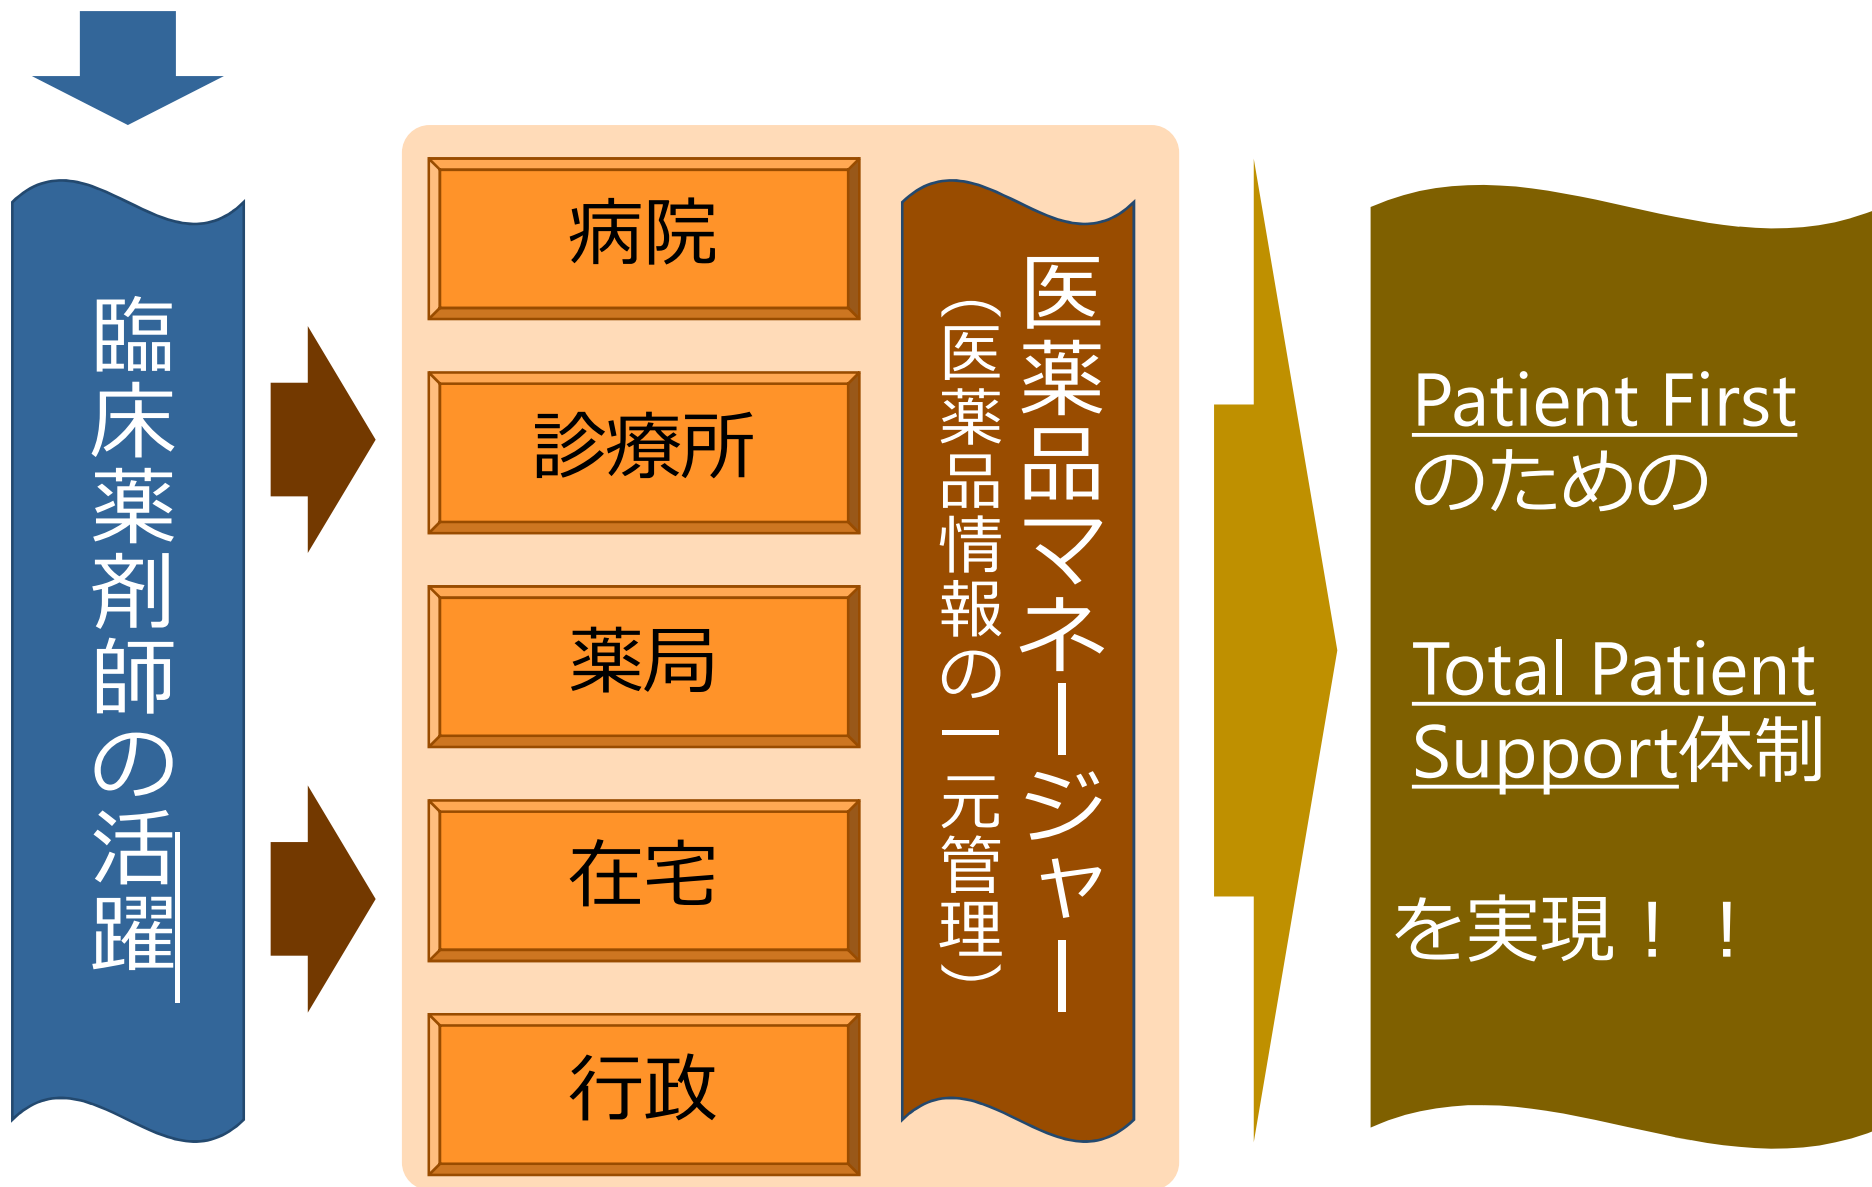 臨床薬剤師の活躍
病院
診療所
薬局
在宅
行政
医薬品マネージャー
（医薬品情報の一元管理）
Patient First
のための
Total Patient
Support体制
を実現！！